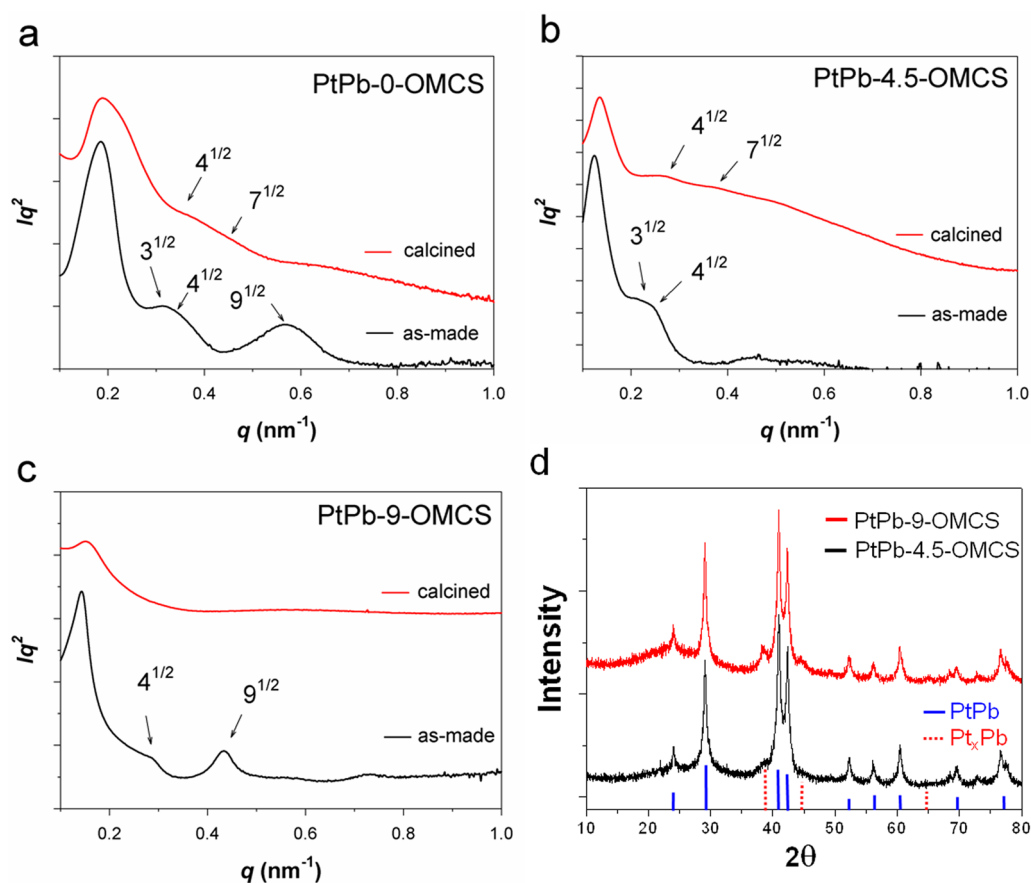 a
PtPb-0-OMCS
4^1/2
7^1/2
calcined
3^1/2
4^1/2
9^1/2
as-made
Iq^2
0.2 0.4 0.6 0.8 1.0
q (nm^-1)
b
PtPb-4.5-OMCS
4^1/2
7^1/2
calcined
3^1/2
4^1/2
as-made
Iq^2
0.2 0.4 0.6 0.8 1.0
q (nm^-1)
c
PtPb-9-OMCS
calcined
4^1/2
9^1/2
as-made
Iq^2
0.2 0.4 0.6 0.8 1.0
q (nm^-1)
d
PtPb-9-OMCS
PtPb-4.5-OMCS
Intensity
PtPb
Pt_xPb
10 20 30 40 50 60 70 80
2θ